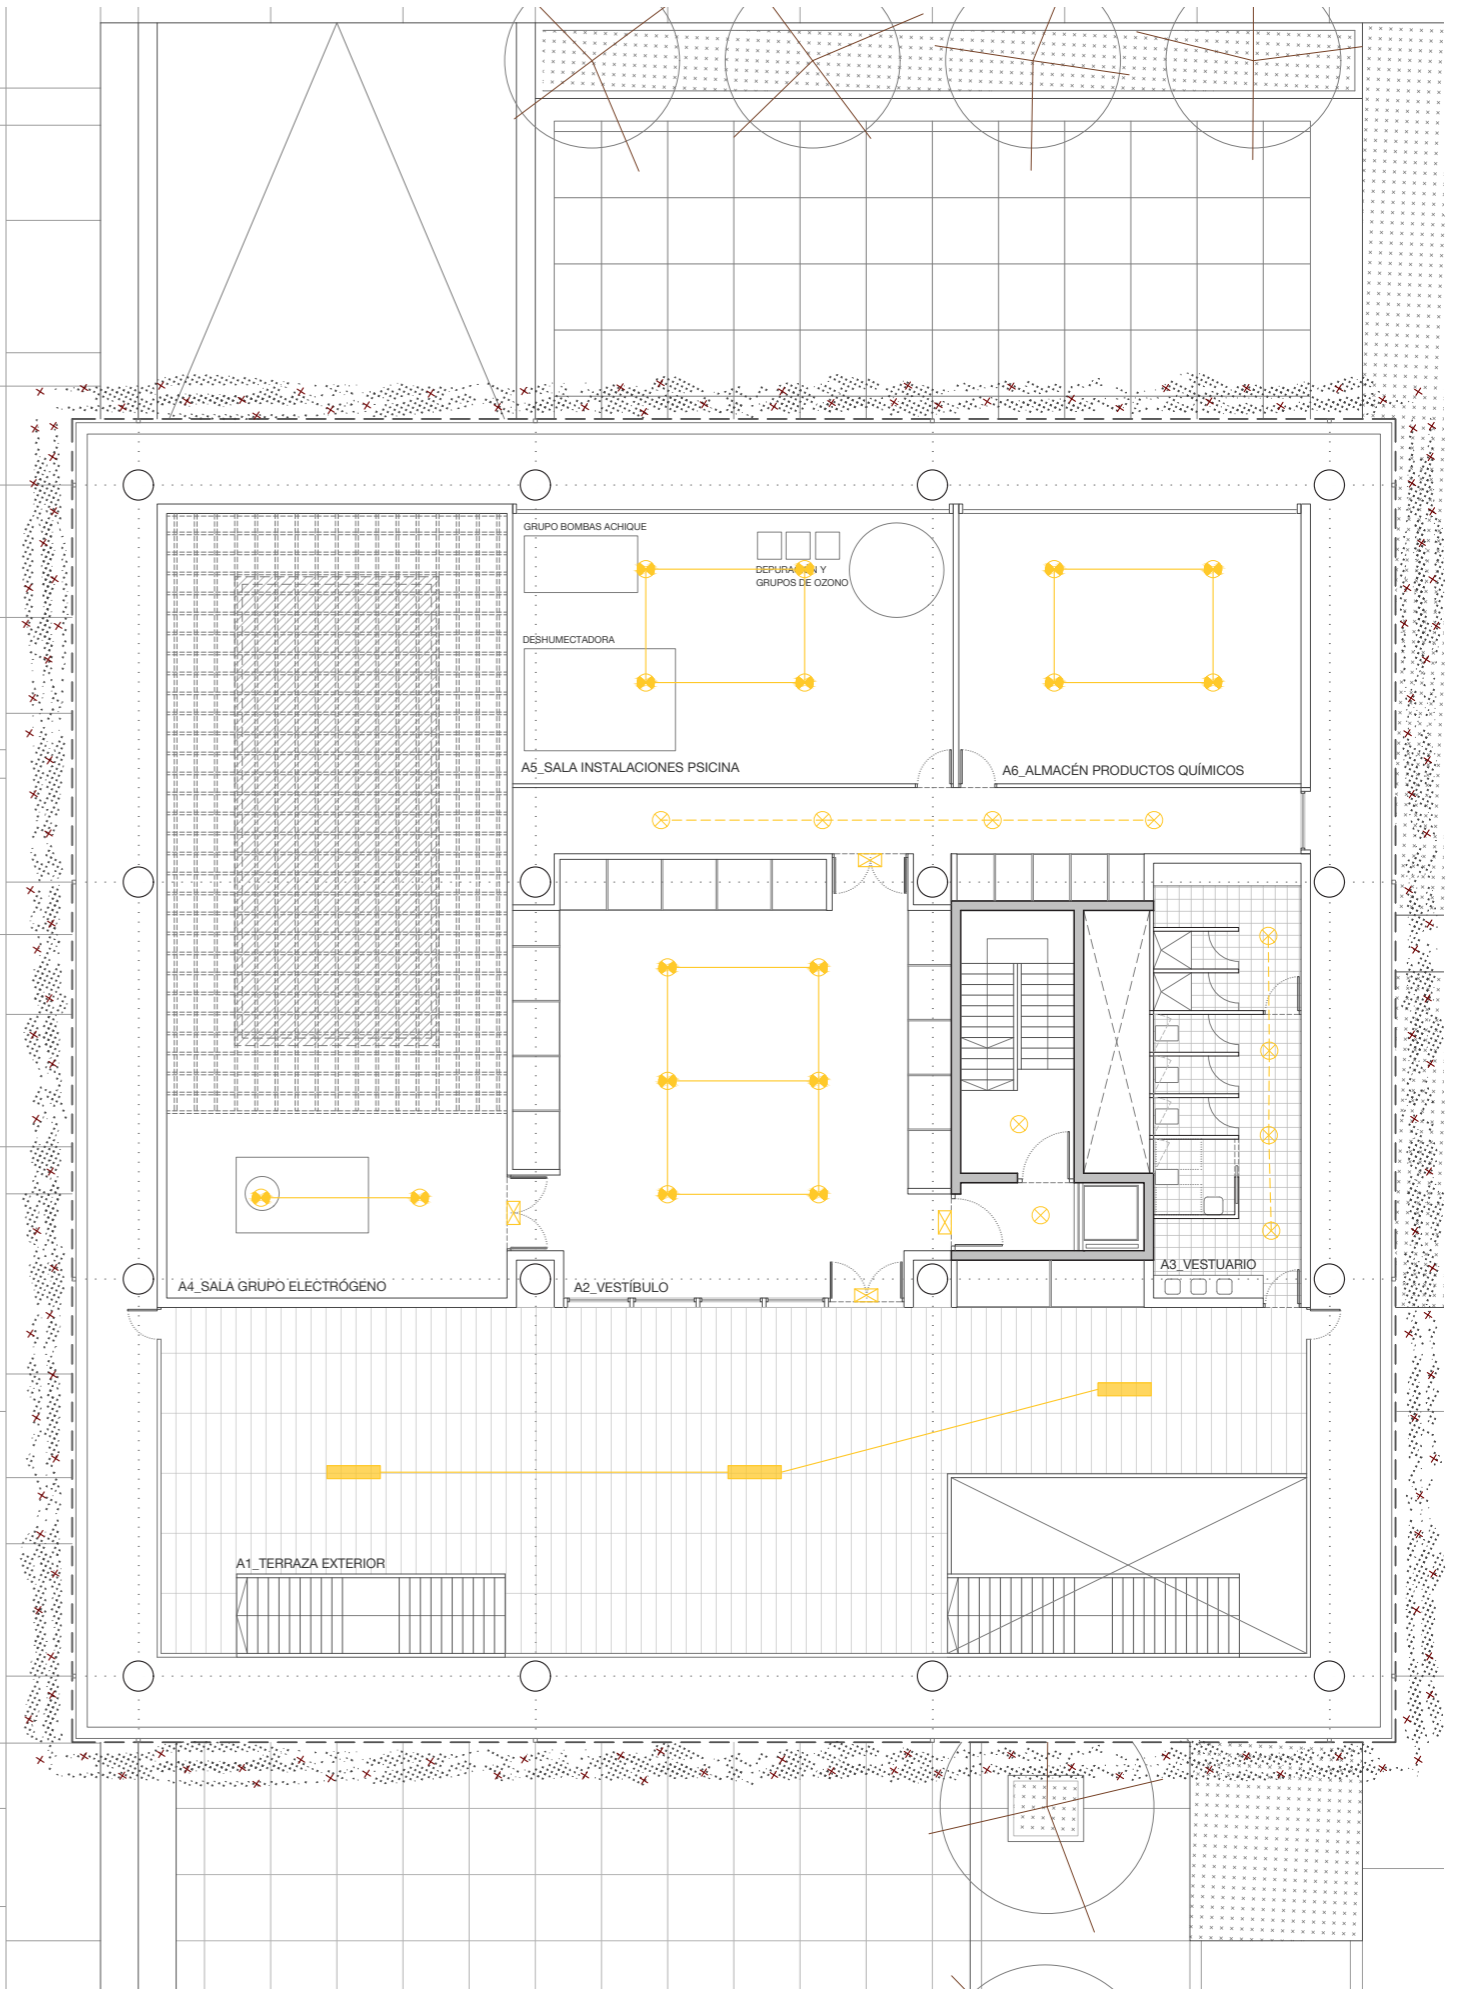 GRUPO BOMBAS ACHIQUE
DEPURACIÓN Y
GRUPOS DE OZONO
DESHUMECTADORA
A5_SALA INSTALACIONES PSICINA
A6_ALMACÉN PRODUCTOS QUÍMICOS
A4_SALA GRUPO ELECTRÓGENO
A2_VESTÍBULO
A3_VESTUARIO
A1_TERRAZA EXTERIOR